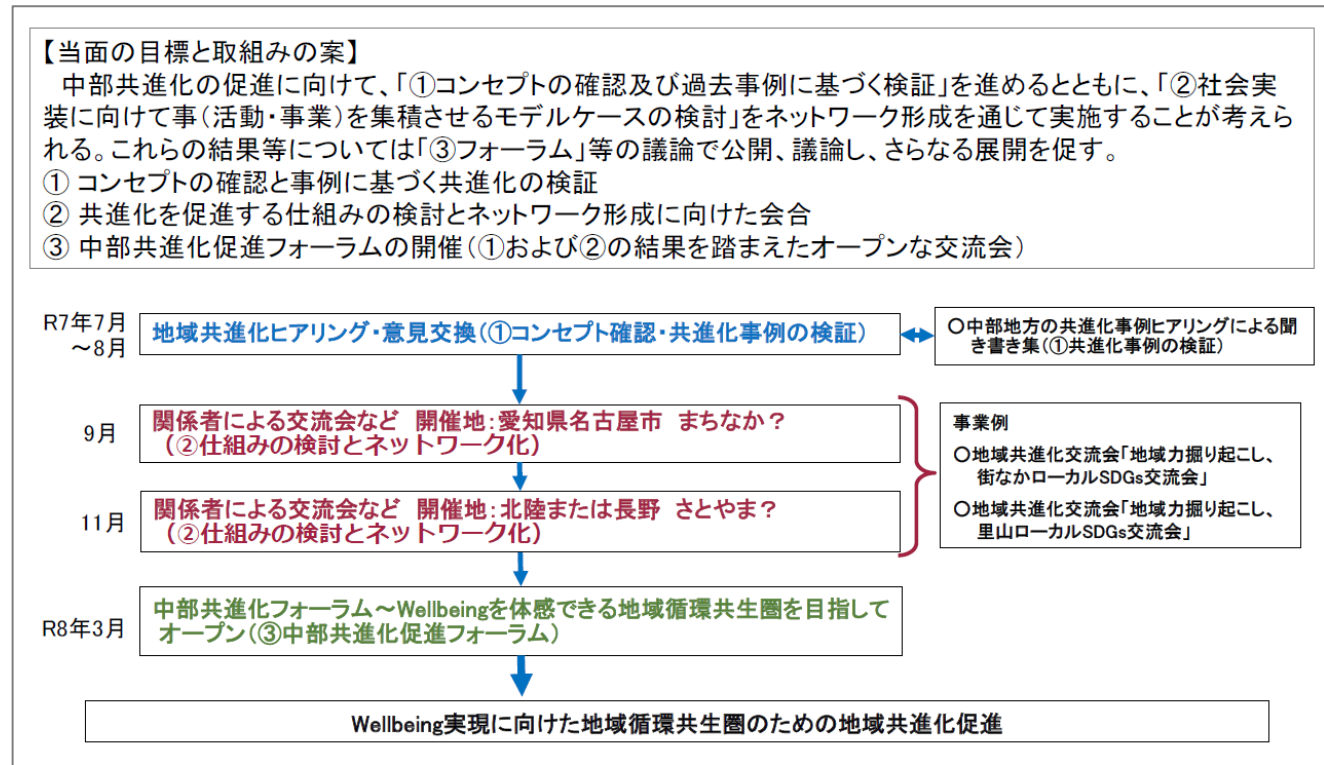 【当面の目標と取組みの案】
中部共進化の促進に向けて、「①コンセプトの確認及び過去事例に基づく検証」を進めるとともに、「②社会実
装に向けて事(活動・事業)を集積させるモデルケースの検討」をネットワーク形成を通じて実施することが考えら
れる。これらの結果等については「③フォーラム」等の議論で公開、議論し、さらなる展開を促す。
① コンセプトの確認と事例に基づく共進化の検証
② 共進化を促進する仕組みの検討とネットワーク形成に向けた会合
③ 中部共進化促進フォーラムの開催(①および②の結果を踏まえたオープンな交流会)
R7年7月
～8月
地域共進化ヒアリング・意見交換(①コンセプト確認・共進化事例の検証)
○中部地方の共進化事例ヒアリングによる聞
き書き集(①共進化事例の検証)
9月
関係者による交流会など 開催地:愛知県名古屋市 まちなか?
(②仕組みの検討とネットワーク化)
11月
関係者による交流会など 開催地:北陸または長野 さとやま?
(②仕組みの検討とネットワーク化)
事業例
○地域共進化交流会「地域力掘り起こし、
街なかローカルSDGs交流会」
○地域共進化交流会「地域力掘り起こし、
里山ローカルSDGs交流会」
R8年3月
中部共進化フォーラム～Wellbeingを体感できる地域循環共生圏を目指して
オープン(③中部共進化促進フォーラム)
Wellbeing実現に向けた地域循環共生圏のための地域共進化促進